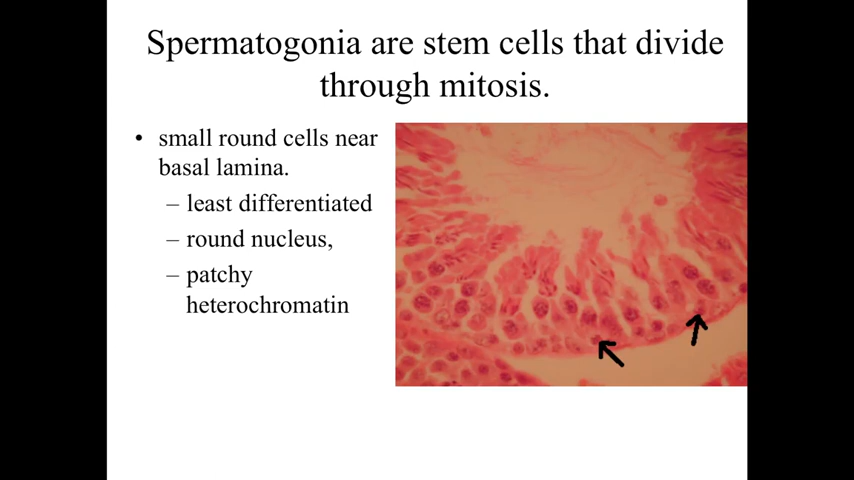 Spermatogonia are stem cells that divide
through mitosis.
• small round cells near
basal lamina.
– least differentiated
– round nucleus,
– patchy
heterochromatin